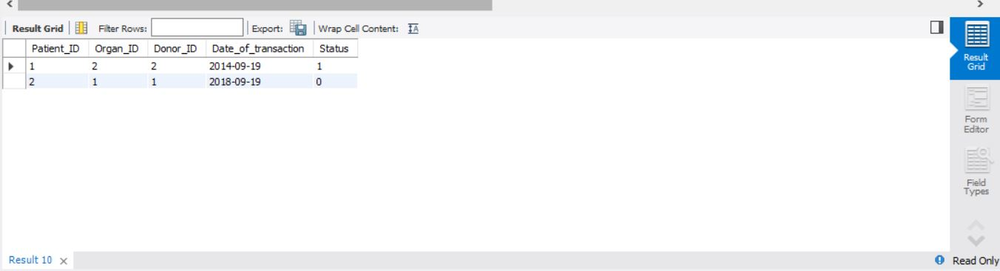 Result Grid Filter Rows: Export: Wrap Cell Content: IA
Patient_ID Organ_ID Donor_ID Date_of_transaction Status
1 2 2 2014-09-19 1
2 1 1 2018-09-19 0
Result
Grid
Form
Editor
Field
Types
Result 10 Read Only